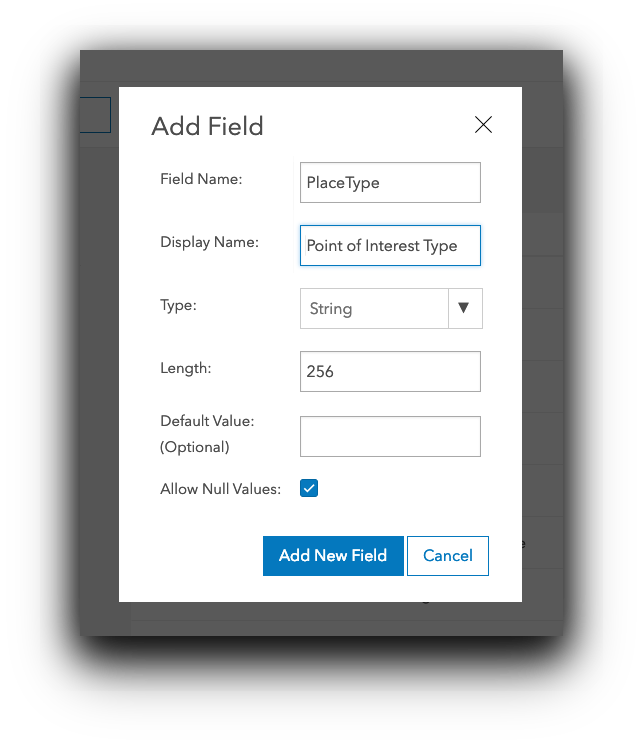 Add Field
Field Name:
PlaceType
Display Name:
Point of Interest Type
Type:
String
Length:
256
Default Value:
(Optional)
Allow Null Values:
Add New Field
Cancel